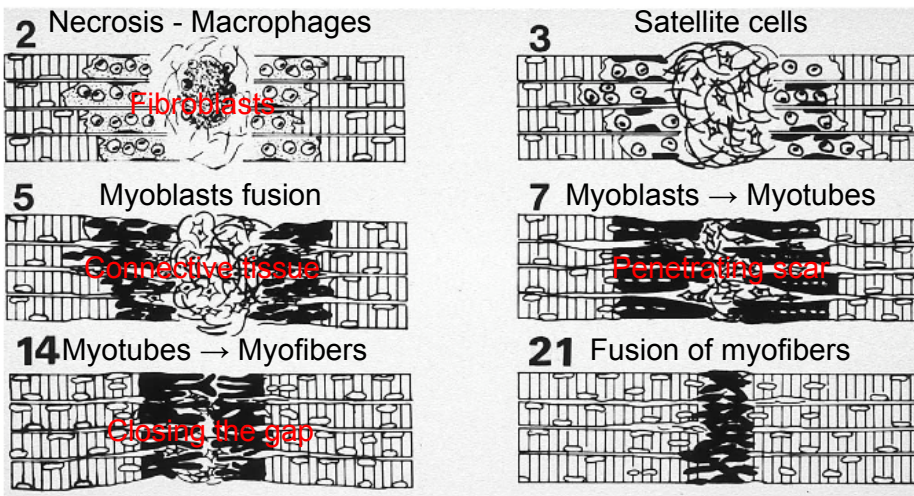 2 Necrosis - Macrophages
Fibroblasts
3 Satellite cells
5 Myoblasts fusion
Connective tissue
7 Myoblasts → Myotubes
Penetrating scar
14 Myotubes → Myofibers
Closing the gap
21 Fusion of myofibers